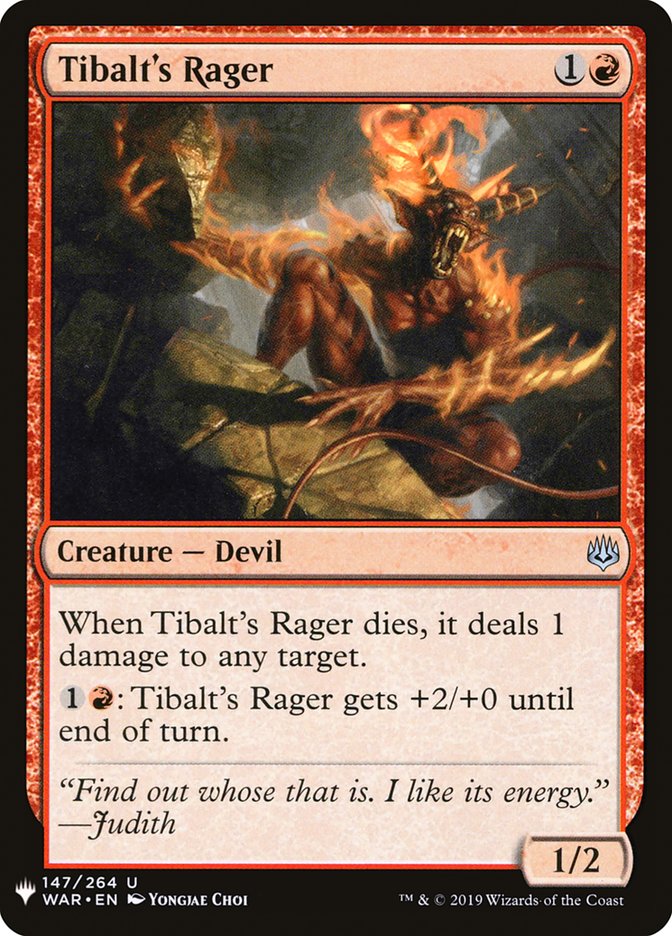 Tibalt's Rager
1
Creature — Devil
When Tibalt's Rager dies, it deals 1
damage to any target.
1 : Tibalt's Rager gets +2/+0 until
end of turn.
“Find out whose that is. I like its energy.”
—Judith
1/2
147/264 U
WAR • EN Yongjae Choi
™ & © 2019 Wizards of the Coast